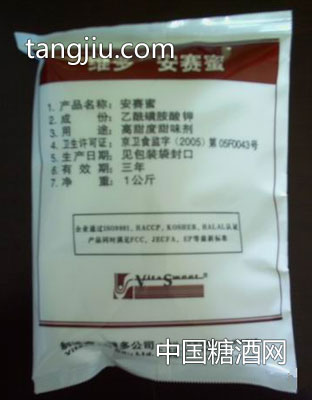 tangjiu.com
维多 安赛蜜
1. 产品名称：安赛蜜
2. 成 份：乙酰磺胺酸钾
3. 用 途：高甜度甜味剂
4. 卫生许可证：京卫食监字（2005）第05F0043号
5. 生产日期：见包装袋封口
6. 有 效 期：三年
7. 净 重：1公斤
企业通过ISO9001、HACCP、KOSHER、HALAL认证
产品同时满足FCC、JECFA、EP等最新标准
VitaSweet
中国糖酒网